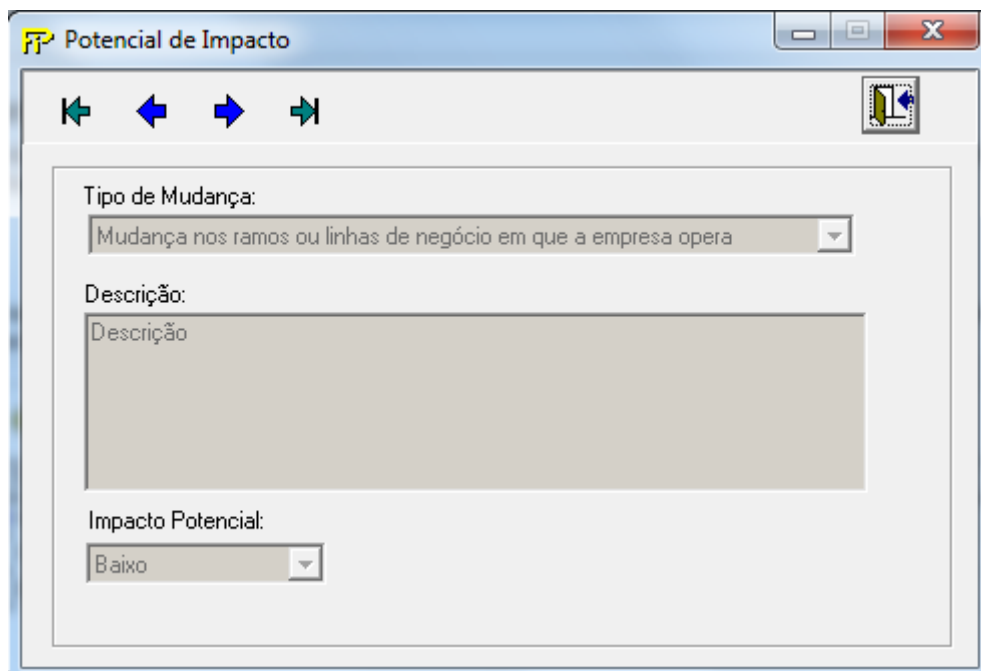 Potencial de Impacto
Tipo de Mudança:
Mudança nos ramos ou linhas de negócio em que a empresa opera
Descrição:
Descrição
Impacto Potencial:
Baixo